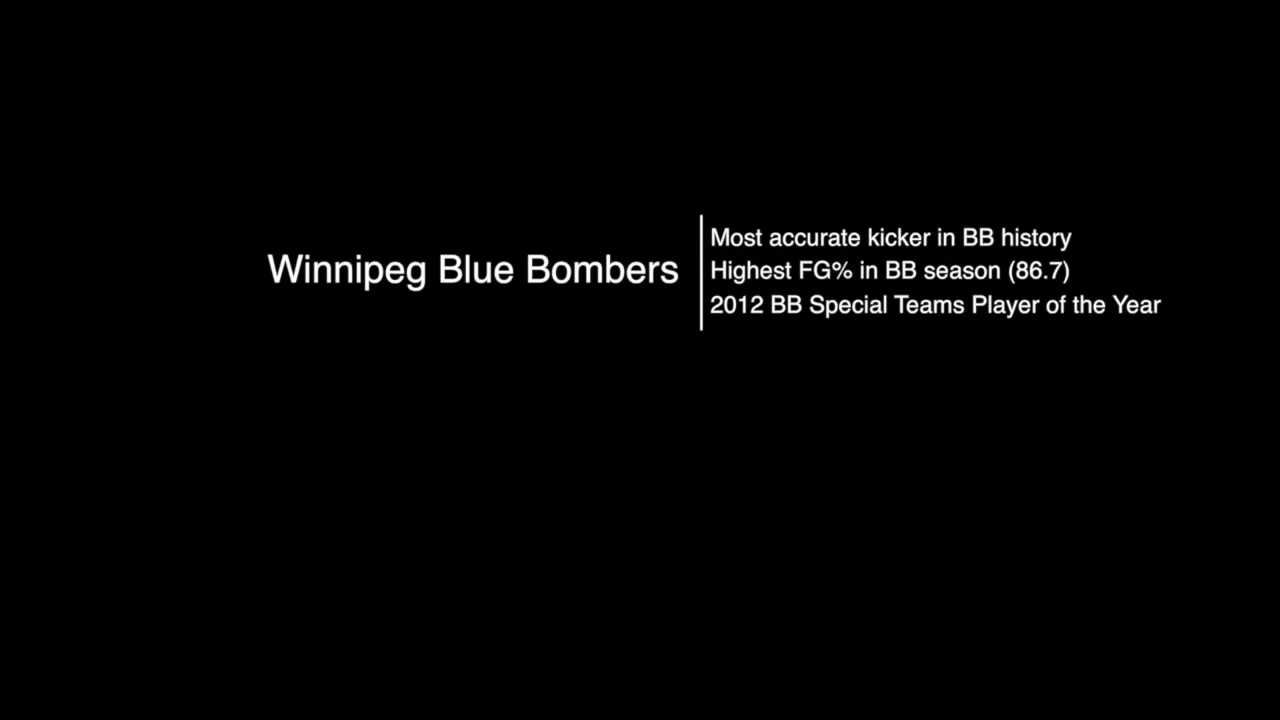 Winnipeg Blue Bombers
Most accurate kicker in BB history
Highest FG% in BB season (86.7)
2012 BB Special Teams Player of the Year